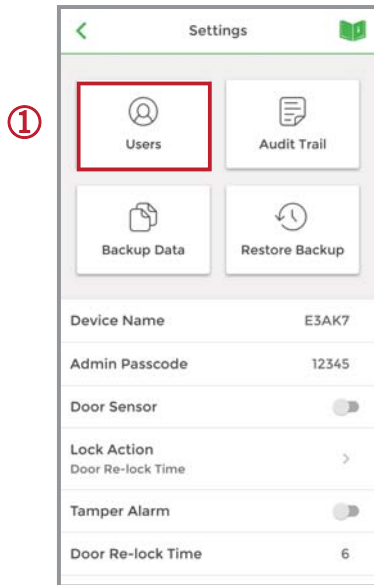 Settings
①
Users
Audit Trail
Backup Data
Restore Backup
Device Name E3AK7
Admin Passcode 12345
Door Sensor
Lock Action
Door Re-lock Time
Tamper Alarm
Door Re-lock Time 6